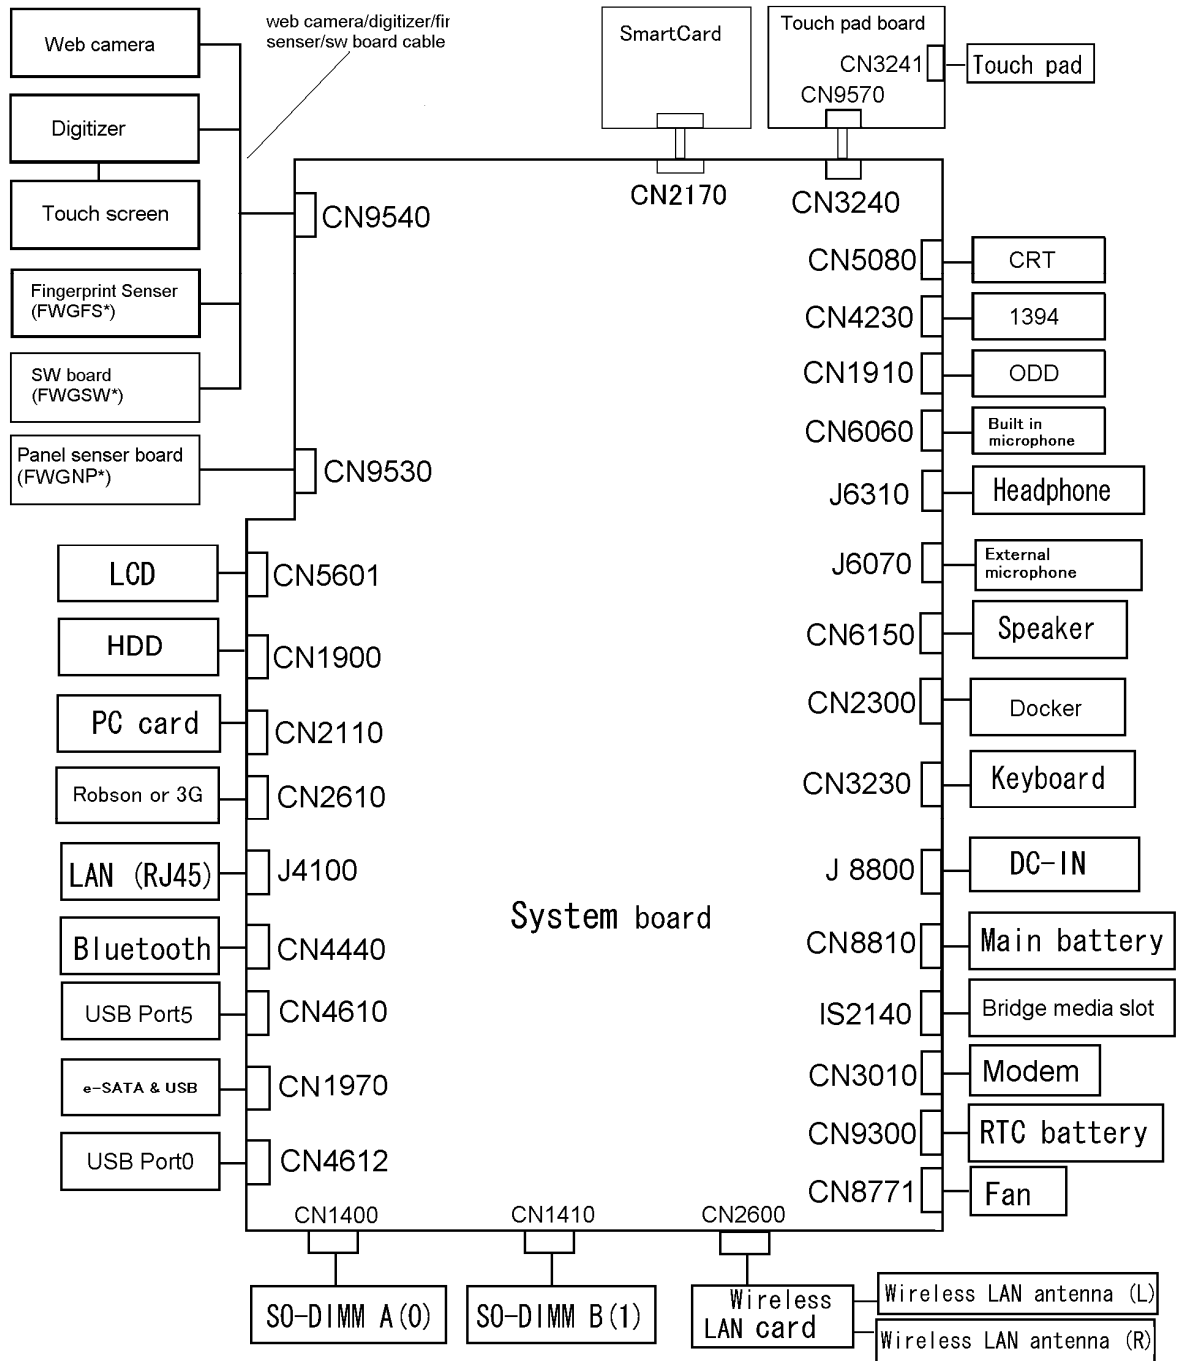 web camera/digitizer/fir
senser/sw board cable
Web camera
Digitizer
Touch screen
Fingerprint Senser
(FWGFS*)
SW board
(FWGSW*)
Panel senser board
(FWGNP*)
SmartCard
Touch pad board
CN3241
CN9570
Touch pad
CN9540
CN2170
CN3240
CN9530
CN5080
CRT
CN4230
1394
CN1910
ODD
CN6060
Built in
microphone
J6310
Headphone
J6070
External
microphone
CN6150
Speaker
CN2300
Docker
CN3230
Keyboard
J 8800
DC-IN
CN8810
Main battery
IS2140
Bridge media slot
CN3010
Modem
CN9300
RTC battery
CN8771
Fan
LCD
CN5601
HDD
CN1900
PC card
CN2110
Robson or 3G
CN2610
LAN (RJ45)
J4100
Bluetooth
CN4440
USB Port5
CN4610
e-SATA & USB
CN1970
USB Port0
CN4612
System board
CN1400
CN1410
CN2600
SO-DIMM A(0)
SO-DIMM B(1)
Wireless
LAN card
Wireless LAN antenna (L)
Wireless LAN antenna (R)